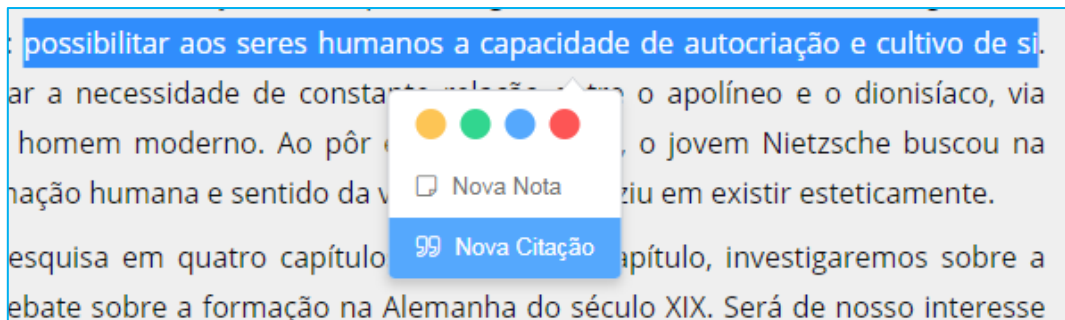 : possibilitar aos seres humanos a capacidade de autocriação e cultivo de si.
ar a necessidade de constante relação entre o apolíneo e o dionisíaco, via
homem moderno. Ao pôr , o jovem Nietzsche buscou na
mação humana e sentido da v ziu em existir esteticamente.
Nova Nota
Nova Citação
esquisa em quatro capítulo apítulo, investigaremos sobre a
ebate sobre a formação na Alemanha do século XIX. Será de nosso interesse